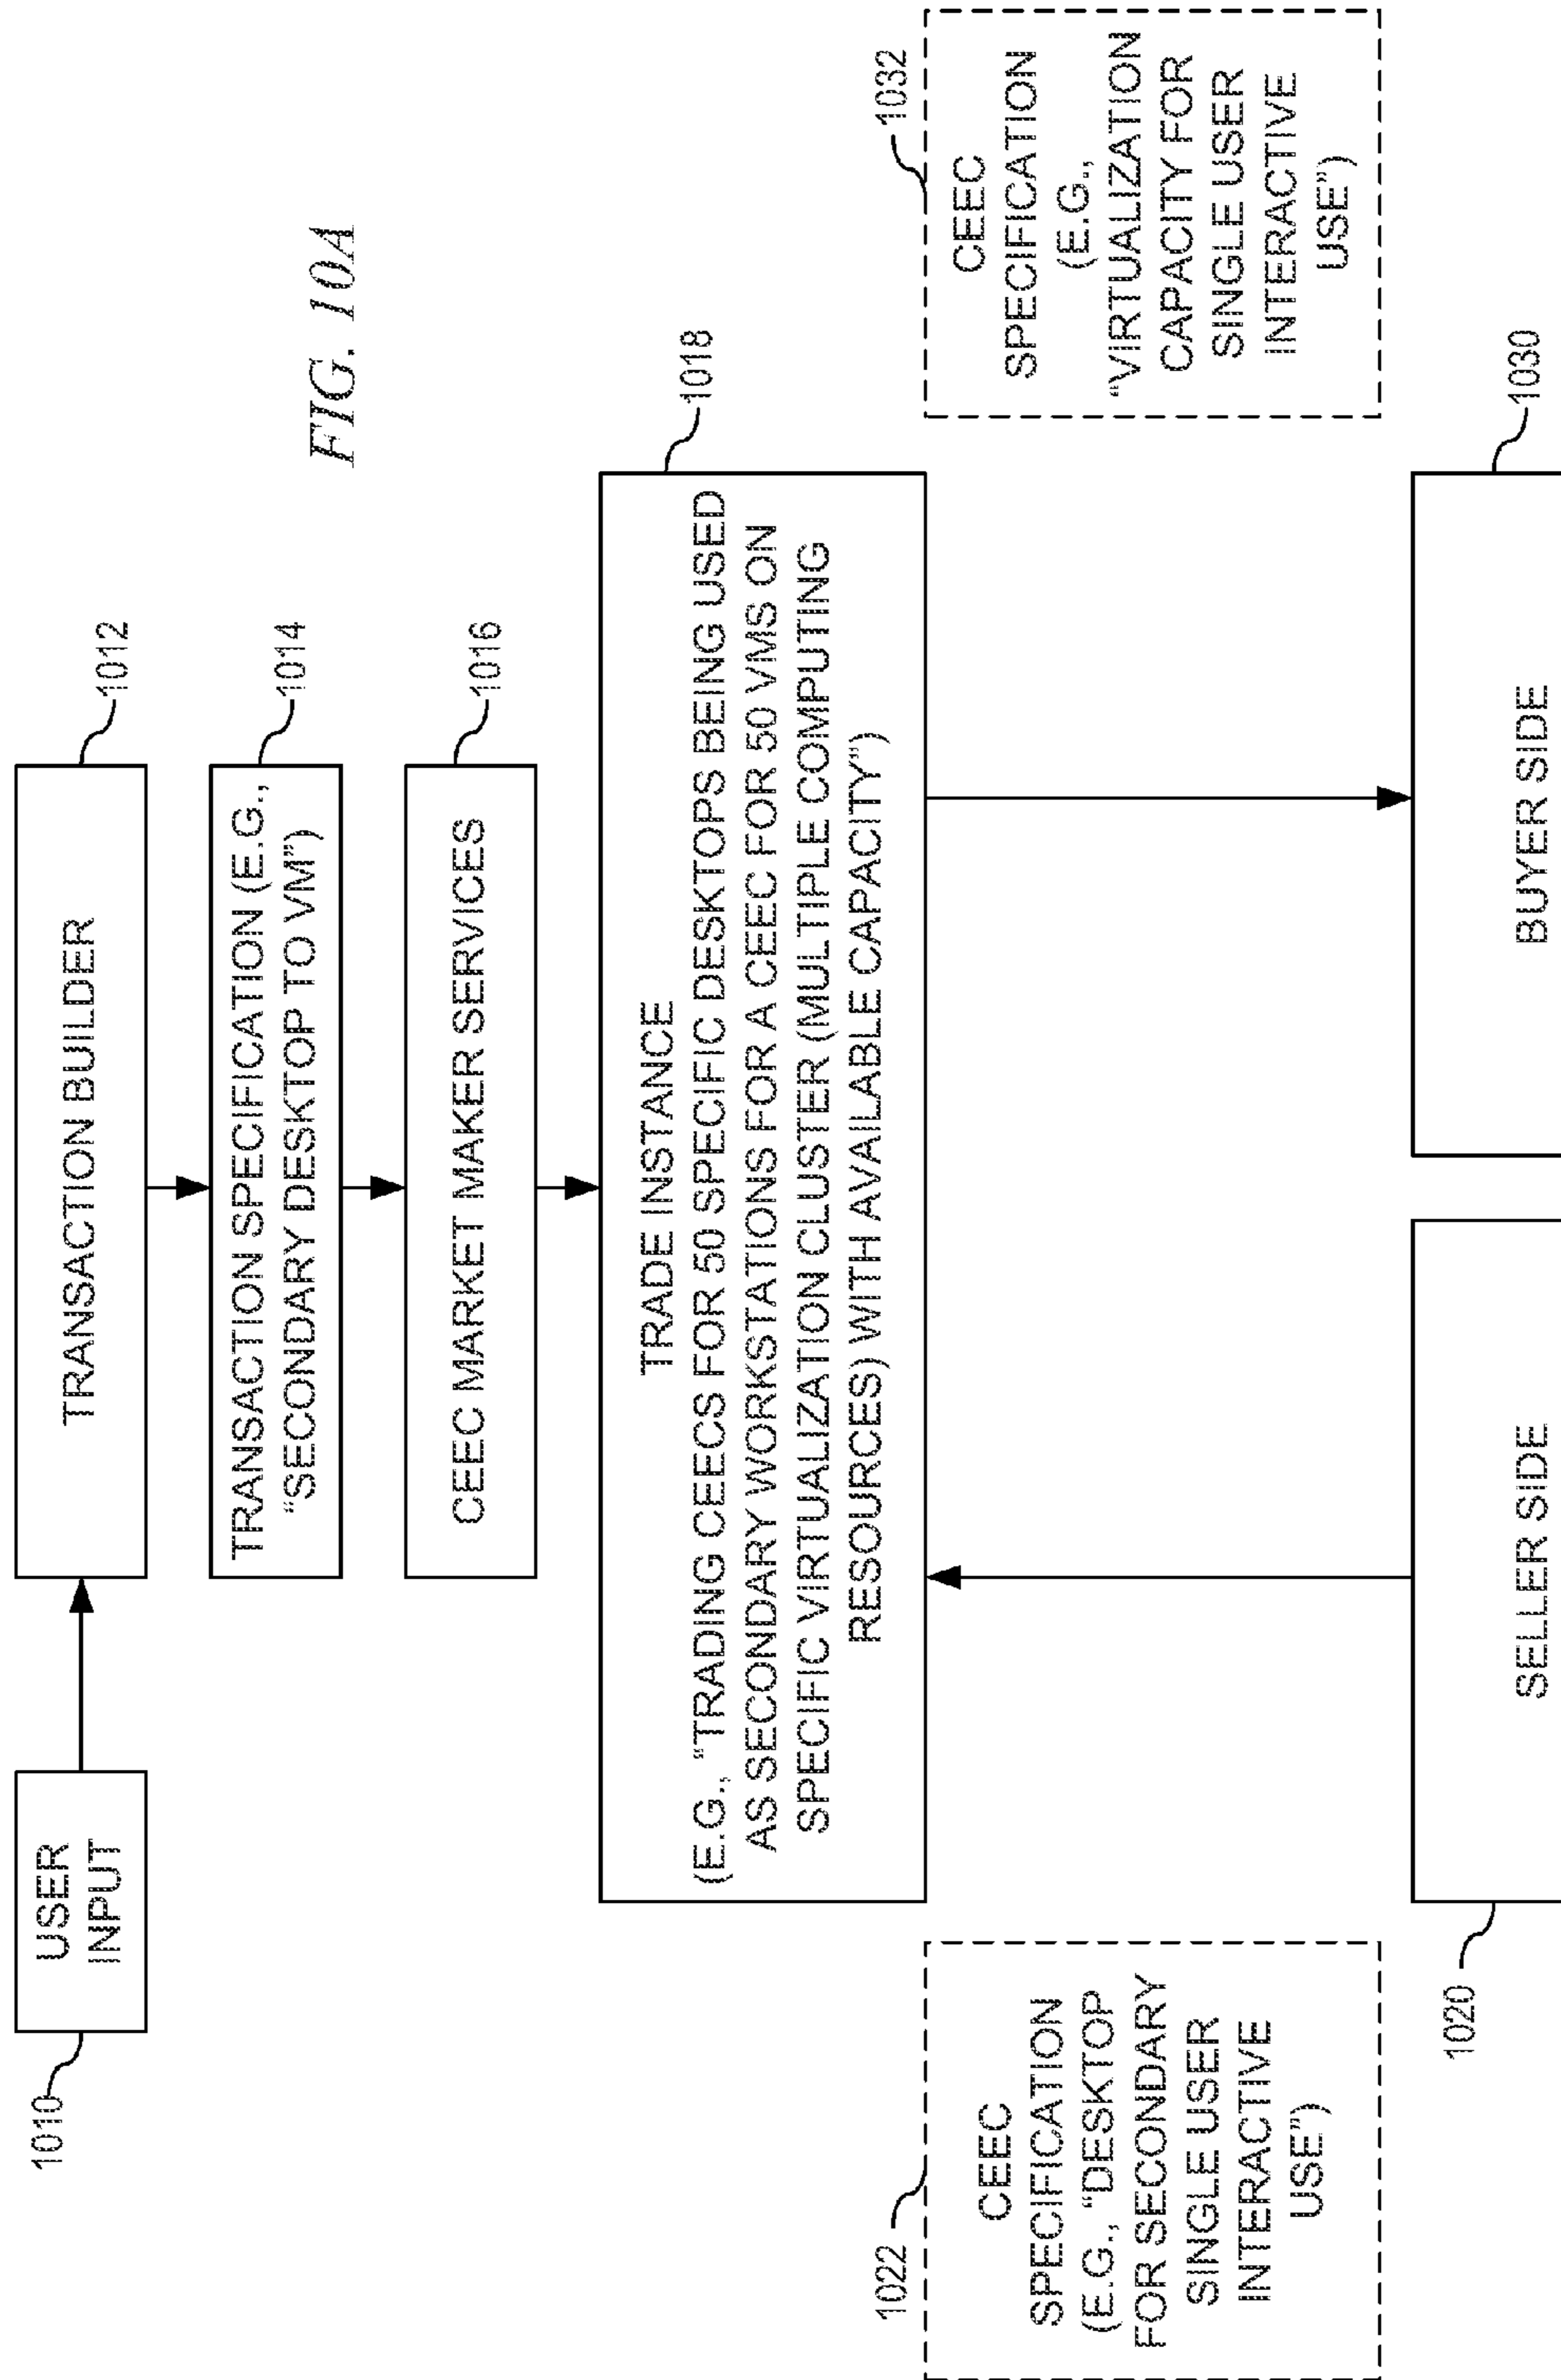 FIG. 10A
1010
USER
INPUT
TRANSACTION BUILDER
1012
TRANSACTION SPECIFICATION (E.G.,
"SECONDARY DESKTOP TO VM")
1014
CEEC MARKET MAKER SERVICES
1016
TRADE INSTANCE
(E.G., "TRADING CEECS FOR 50 SPECIFIC DESKTOPS BEING USED
AS SECONDARY WORKSTATIONS FOR A CEEC FOR 50 VMS ON
SPECIFIC VIRTUALIZATION CLUSTER (MULTIPLE COMPUTING
RESOURCES) WITH AVAILABLE CAPACITY")
1018
1022
CEEC
SPECIFICATION
(E.G., "DESKTOP
FOR SECONDARY
SINGLE USER
INTERACTIVE
USE")
1032
CEEC
SPECIFICATION
(E.G.,
"VIRTUALIZATION
CAPACITY FOR
SINGLE USER
INTERACTIVE
USE")
1020
SELLER SIDE
BUYER SIDE
1030